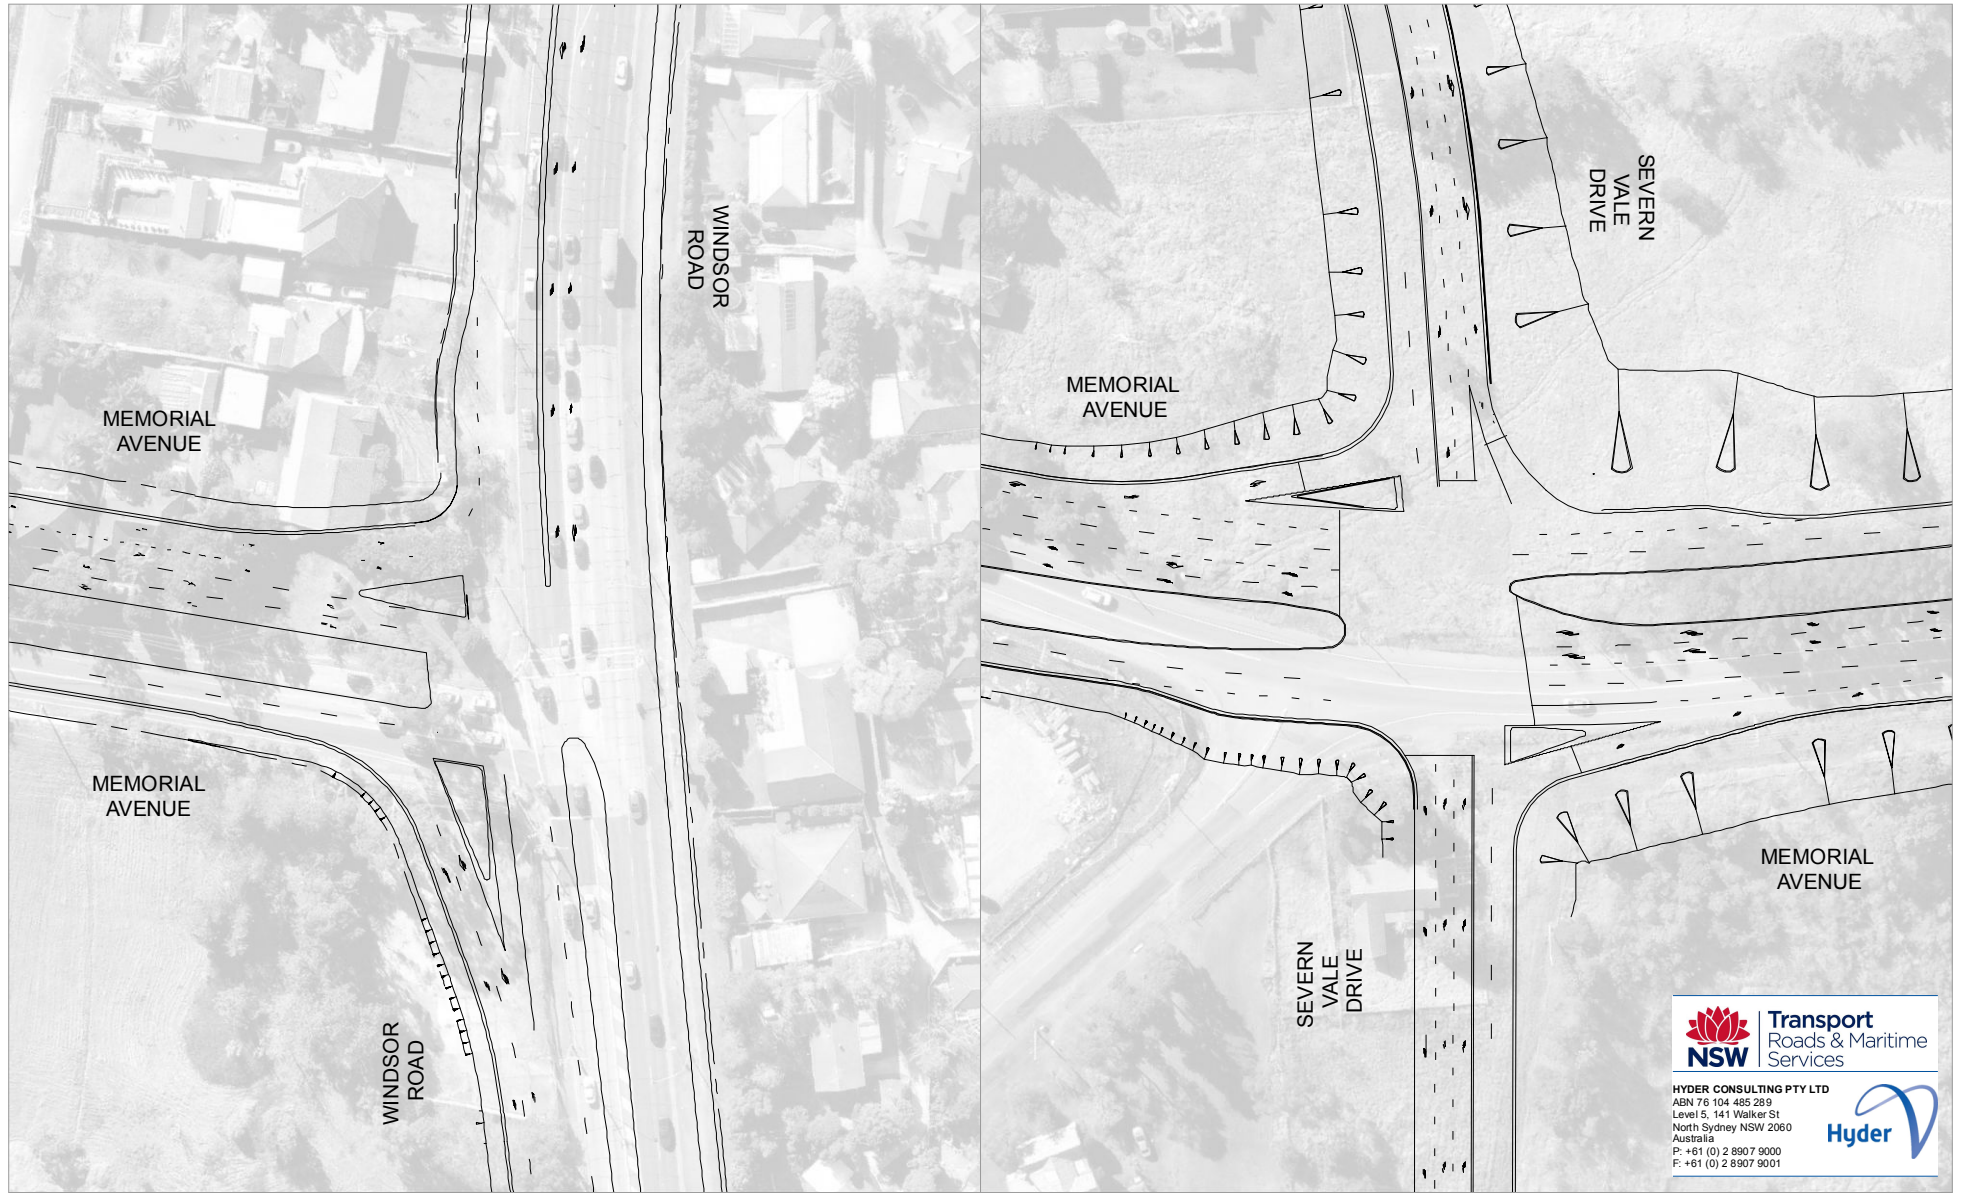 WINDSOR
ROAD
MEMORIAL
AVENUE
MEMORIAL
AVENUE
WINDSOR
ROAD
SEVERN
VALE
DRIVE
MEMORIAL
AVENUE
MEMORIAL
AVENUE
SEVERN
VALE
DRIVE
NSW
Transport
Roads & Maritime
Services
HYDER CONSULTING PTY LTD
ABN 76 104 485 289
Level 5, 141 Walker St
North Sydney NSW 2060
Australia
P: +61 (0) 2 8907 9000
F: +61 (0) 2 8907 9001
Hyder